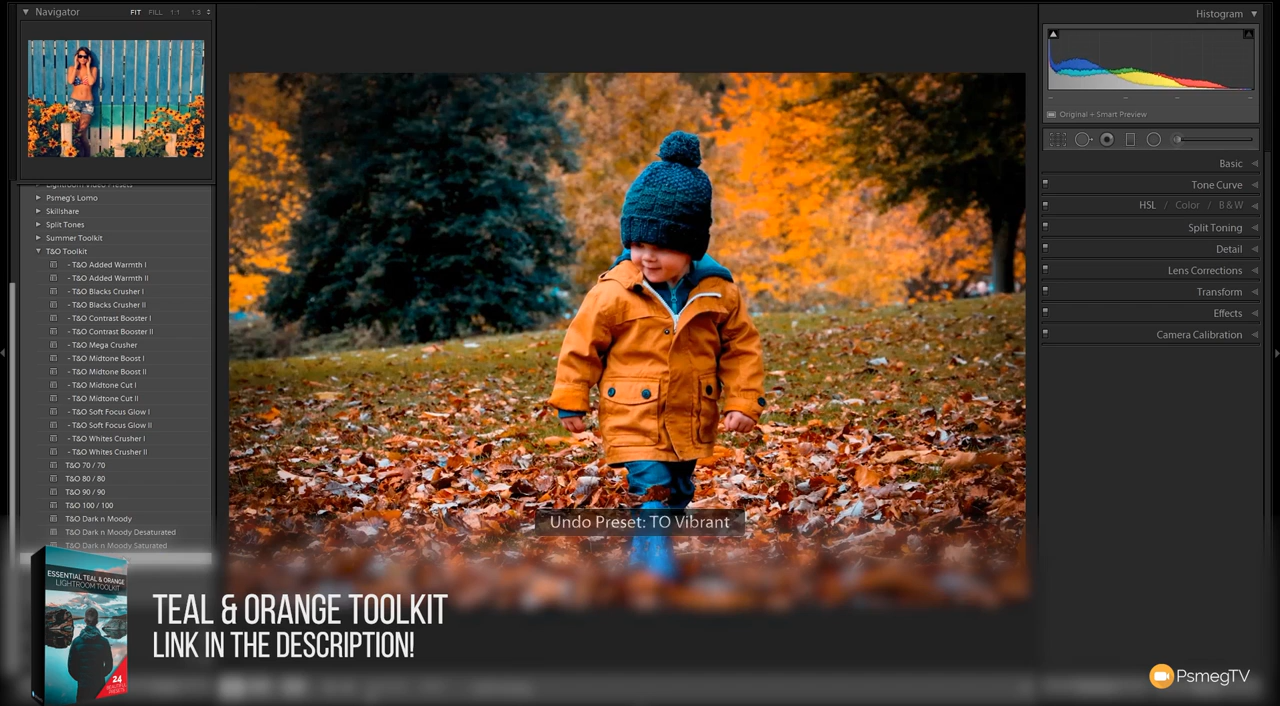 Navigator
FIT FILL 1:1 1:3
Lightroom Video Presets
Psmeg's Lomo
Skillshare
Split Tones
Summer Toolkit
T&O Toolkit
- T&O Added Warmth I
- T&O Added Warmth II
- T&O Blacks Crusher I
- T&O Blacks Crusher II
- T&O Contrast Booster I
- T&O Contrast Booster II
- T&O Mega Crusher
- T&O Midtone Boost I
- T&O Midtone Boost II
- T&O Midtone Cut I
- T&O Midtone Cut II
- T&O Soft Focus Glow I
- T&O Soft Focus Glow II
- T&O Whites Crusher I
- T&O Whites Crusher II
T&O 70 / 70
T&O 80 / 80
T&O 90 / 90
T&O 100 / 100
T&O Dark n Moody
T&O Dark n Moody Desaturated
T&O Dark n Moody Saturated
Undo Preset: TO Vibrant
Histogram
Original + Smart Preview
Basic
Tone Curve
HSL / Color / B & W
Split Toning
Detail
Lens Corrections
Transform
Effects
Camera Calibration
ESSENTIAL TEAL & ORANGE
LIGHTROOM TOOLKIT
24
BEAUTIFUL
PRESETS
TEAL & ORANGE TOOLKIT
LINK IN THE DESCRIPTION!
PsmegTV